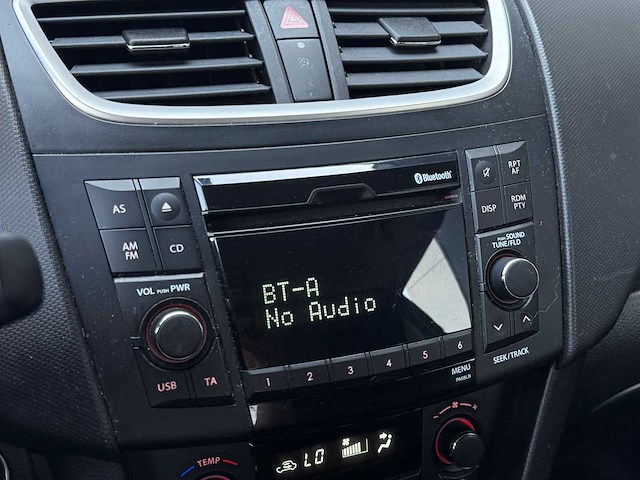 Bluetooth
AS
AM
FM
CD
RPT
AF
DISP
RDM
PTY
PUSH SOUND
TUNE/FLD
VOL PUSH PWR
BT-A
No Audio
USB
TA
1 2 3 4 5 6
MENU
SEEK/TRACK
TEMP
LO